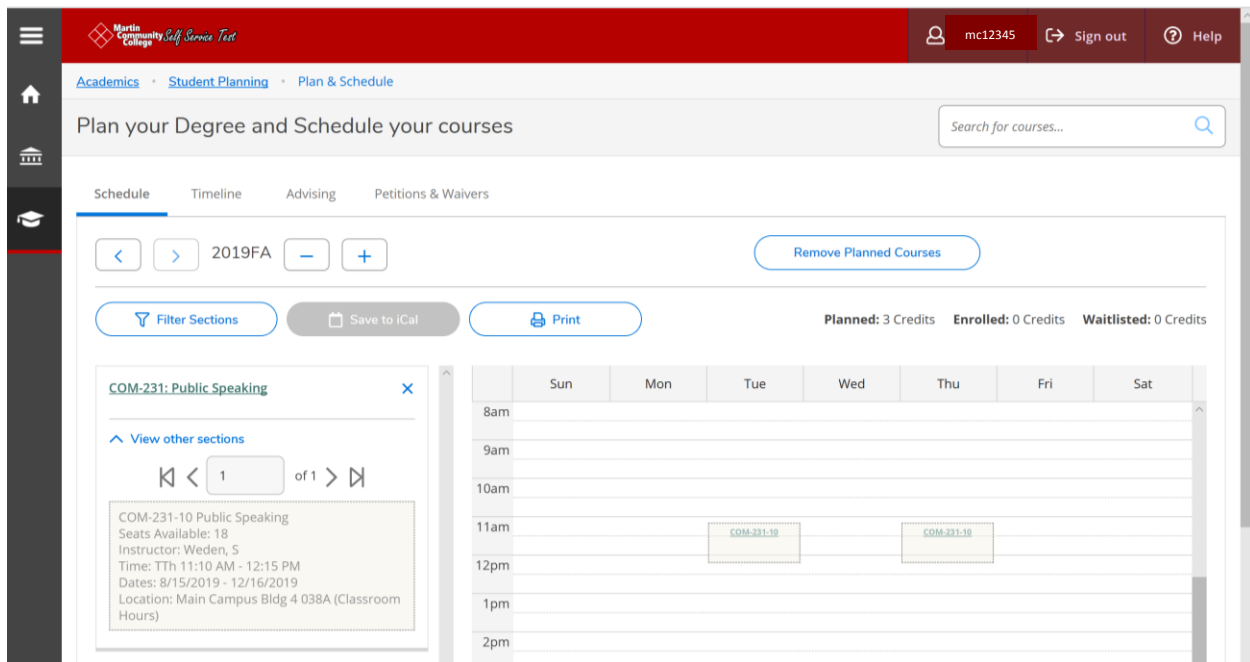 Martin
Community
College
Self Service Test
mc12345
Sign out
Help
Academics
Student Planning
Plan & Schedule
Plan your Degree and Schedule your courses
Search for courses...
Schedule
Timeline
Advising
Petitions & Waivers
2019FA
Remove Planned Courses
Filter Sections
Save to iCal
Print
Planned: 3 Credits
Enrolled: 0 Credits
Waitlisted: 0 Credits
COM-231: Public Speaking
View other sections
1
of 1
COM-231-10 Public Speaking
Seats Available: 18
Instructor: Weden, S
Time: TTh 11:10 AM - 12:15 PM
Dates: 8/15/2019 - 12/16/2019
Location: Main Campus Bldg 4 038A (Classroom
Hours)
Sun
Mon
Tue
Wed
Thu
Fri
Sat
8am
9am
10am
11am
COM-231-10
COM-231-10
12pm
1pm
2pm